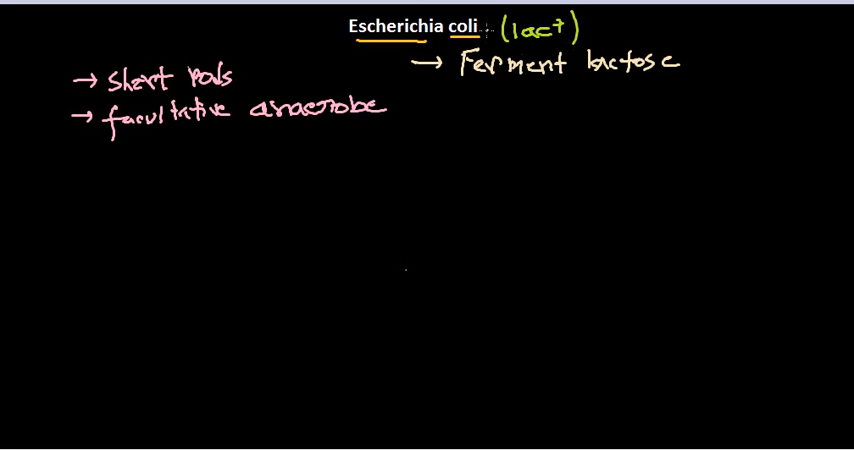 Escherichia coli (lac+)
→ Ferment lactose
→ Short rods
→ facultative anaerobe